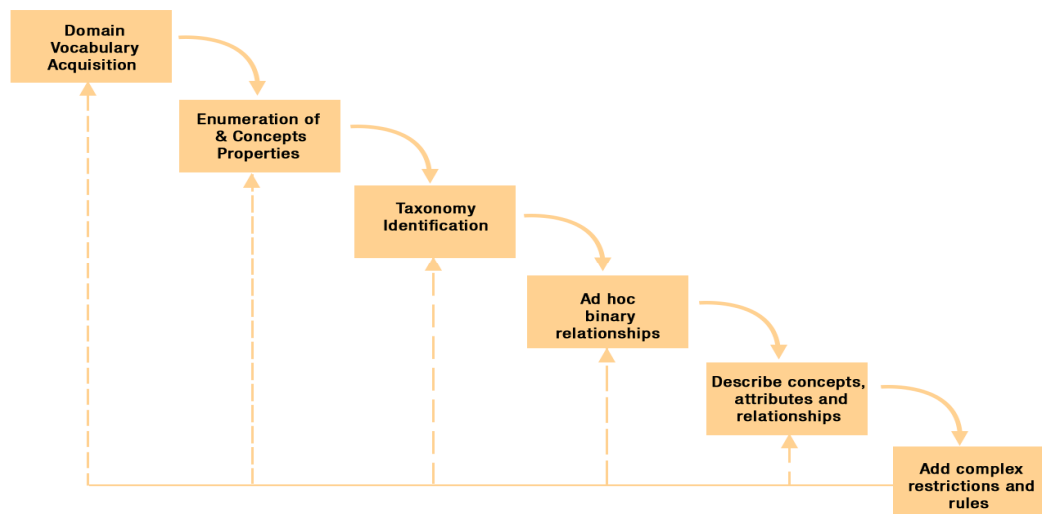 Domain
Vocabulary
Acquisition
Enumeration of
& Concepts
Properties
Taxonomy
Identification
Ad hoc
binary
relationships
Describe concepts,
attributes and
relationships
Add complex
restrictions and
rules